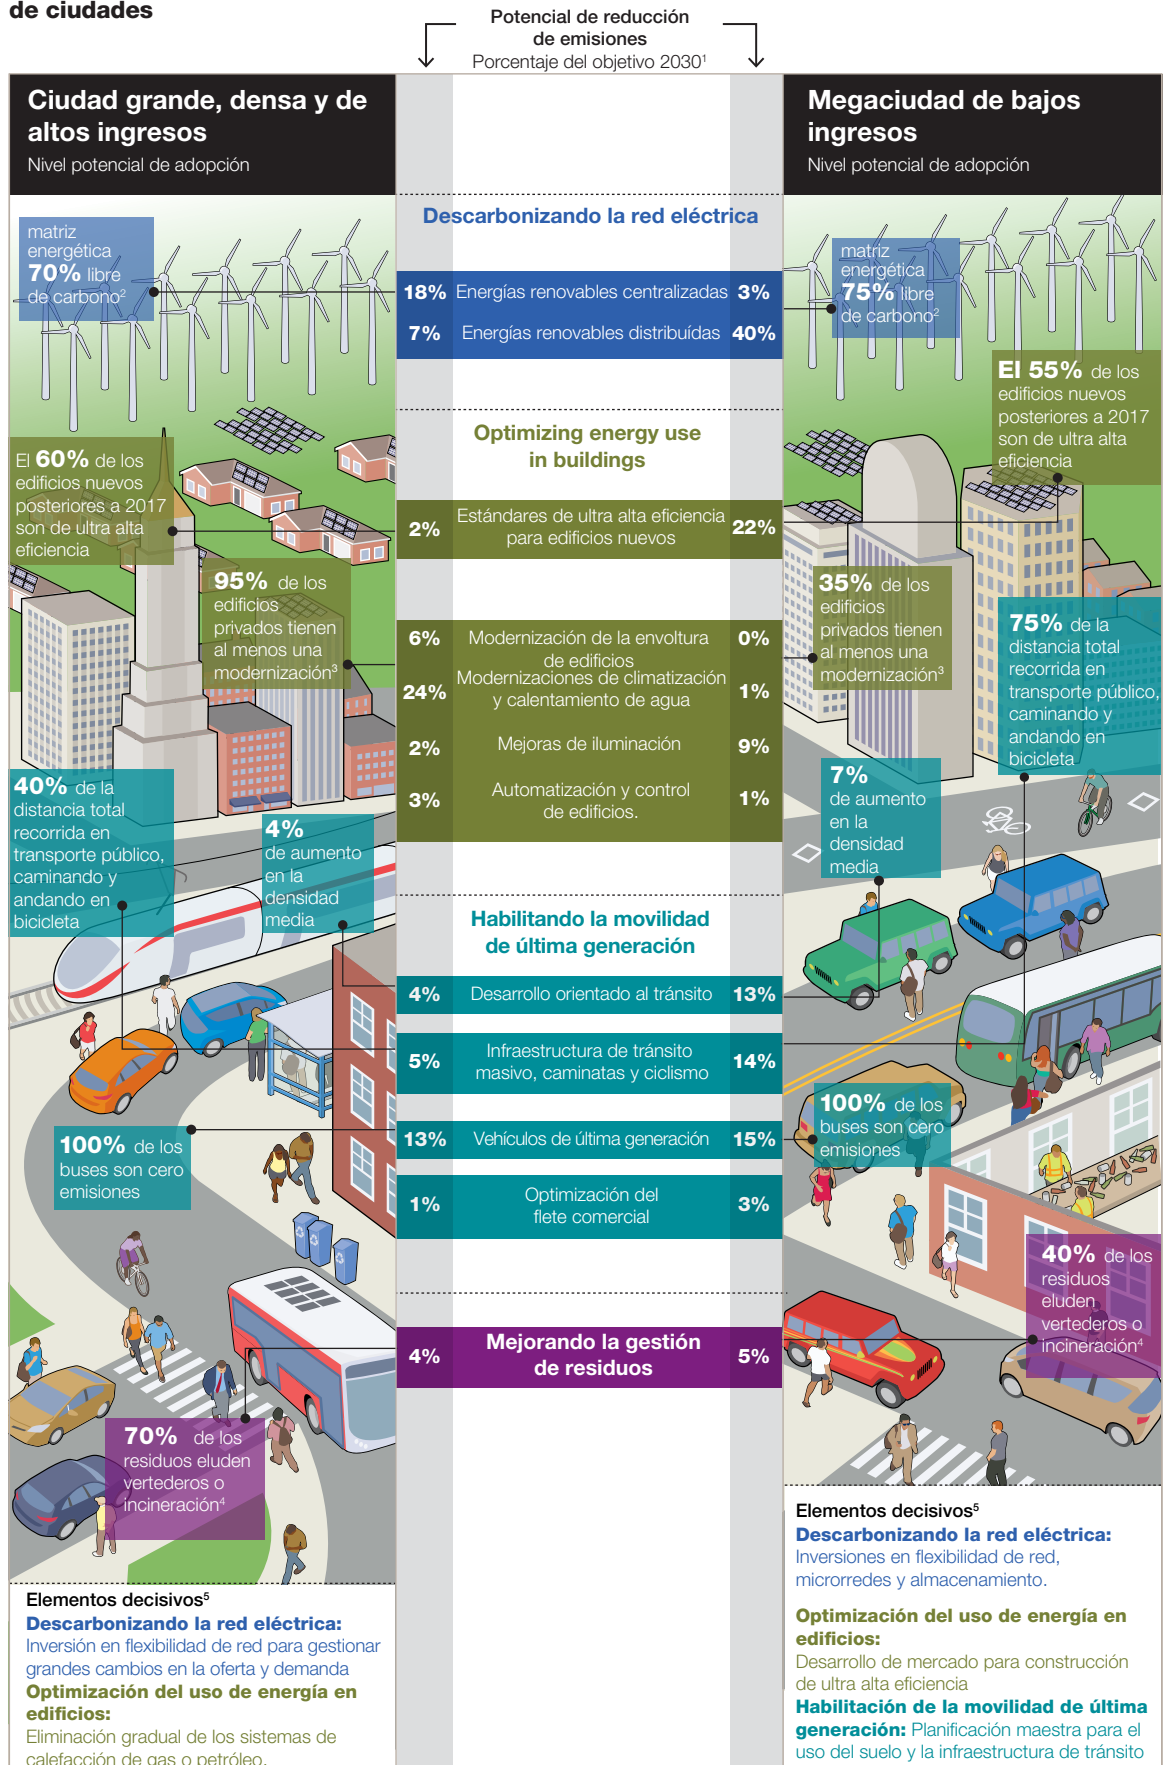 de ciudades
Potencial de reducción
de emisiones
Porcentaje del objetivo 2030¹
Ciudad grande, densa y de
altos ingresos
Nivel potencial de adopción
Megaciudad de bajos
ingresos
Nivel potencial de adopción
matriz
energética
70% libre
de carbono²
Descarbonizando la red eléctrica
18% Energías renovables centralizadas 3%
7% Energías renovables distribuídas 40%
matriz
energética
75% libre
de carbono²
El 60% de los
edificios nuevos
posteriores a 2017
son de ultra alta
eficiencia
Optimizing energy use
in buildings
2% Estándares de ultra alta eficiencia
para edificios nuevos 22%
El 55% de los
edificios nuevos
posteriores a 2017
son de ultra alta
eficiencia
95% de los
edificios
privados tienen
al menos una
modernización³
6% Modernización de la envoltura
de edificios 0%
24% Modernizaciones de climatización
y calentamiento de agua 1%
2% Mejoras de iluminación 9%
3% Automatización y control
de edificios. 1%
35% de los
edificios
privados tienen
al menos una
modernización³
75% de la
distancia total
recorrida en
transporte público,
caminando y
andando en
bicicleta
40% de la
distancia total
recorrida en
transporte público,
caminando y
andando en
bicicleta
4%
de aumento
en la
densidad
media
7%
de aumento
en la
densidad
media
Habilitando la movilidad
de última generación
4% Desarrollo orientado al tránsito 13%
5% Infraestructura de tránsito
masivo, caminatas y ciclismo 14%
13% Vehículos de última generación 15%
1% Optimización del
flete comercial 3%
100% de los
buses son cero
emisiones
100% de los
buses son cero
emisiones
4% Mejorando la gestión
de residuos 5%
40% de los
residuos
eluden
vertederos o
incineración⁴
70% de los
residuos eluden
vertederos o
incineración⁴
Elementos decisivos⁵
Descarbonizando la red eléctrica:
Inversión en flexibilidad de red para gestionar
grandes cambios en la oferta y demanda
Optimización del uso de energía en
edificios:
Eliminación gradual de los sistemas de
calefacción de gas o petróleo.
Elementos decisivos⁵
Descarbonizando la red eléctrica:
Inversiones en flexibilidad de red,
microrredes y almacenamiento.
Optimización del uso de energía en
edificios:
Desarrollo de mercado para construcción
de ultra alta eficiencia
Habilitación de la movilidad de última
generación: Planificación maestra para el
uso del suelo y la infraestructura de tránsito